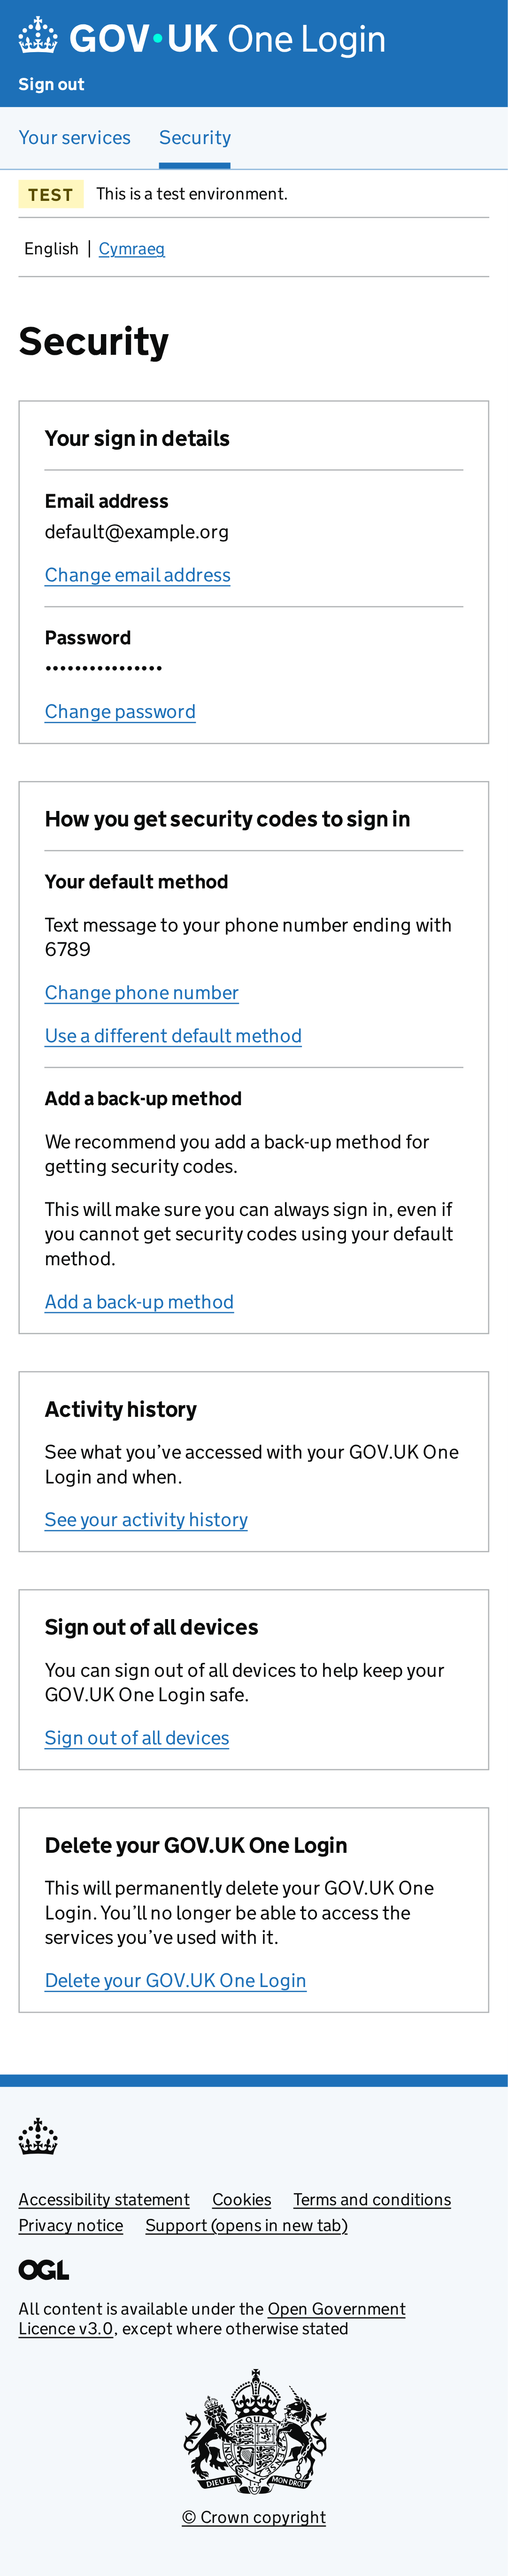 GOV·UK One Login
Sign out
Your services Security
TEST This is a test environment.
English | Cymraeg
Security
Your sign in details
Email address
default@example.org
Change email address
Password
••••••••••••••••
Change password
How you get security codes to sign in
Your default method
Text message to your phone number ending with
6789
Change phone number
Use a different default method
Add a back-up method
We recommend you add a back-up method for
getting security codes.
This will make sure you can always sign in, even if
you cannot get security codes using your default
method.
Add a back-up method
Activity history
See what you’ve accessed with your GOV.UK One
Login and when.
See your activity history
Sign out of all devices
You can sign out of all devices to help keep your
GOV.UK One Login safe.
Sign out of all devices
Delete your GOV.UK One Login
This will permanently delete your GOV.UK One
Login. You’ll no longer be able to access the
services you’ve used with it.
Delete your GOV.UK One Login
Accessibility statement Cookies Terms and conditions
Privacy notice Support (opens in new tab)
OGL
All content is available under the Open Government
Licence v3.0, except where otherwise stated
DIEU ET MON DROIT
© Crown copyright